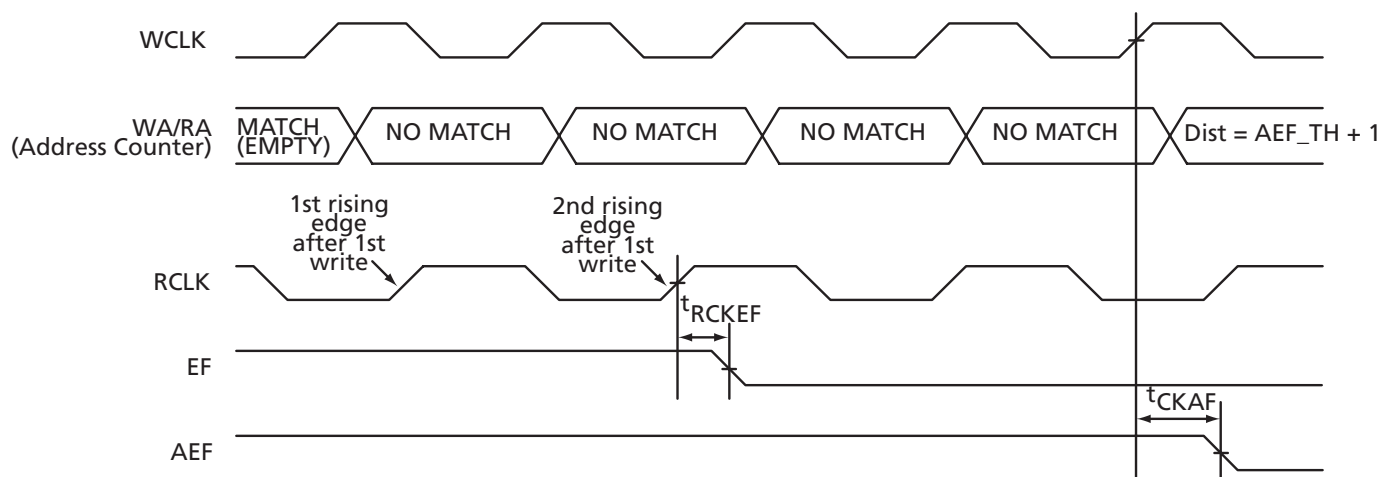 WCLK
WA/RA
(Address Counter)
MATCH
(EMPTY)
NO MATCH
NO MATCH
NO MATCH
NO MATCH
Dist = AEF_TH + 1
1st rising
edge
after 1st
write
2nd rising
edge
after 1st
write
RCLK
tRCKEF
EF
tCKAF
AEF